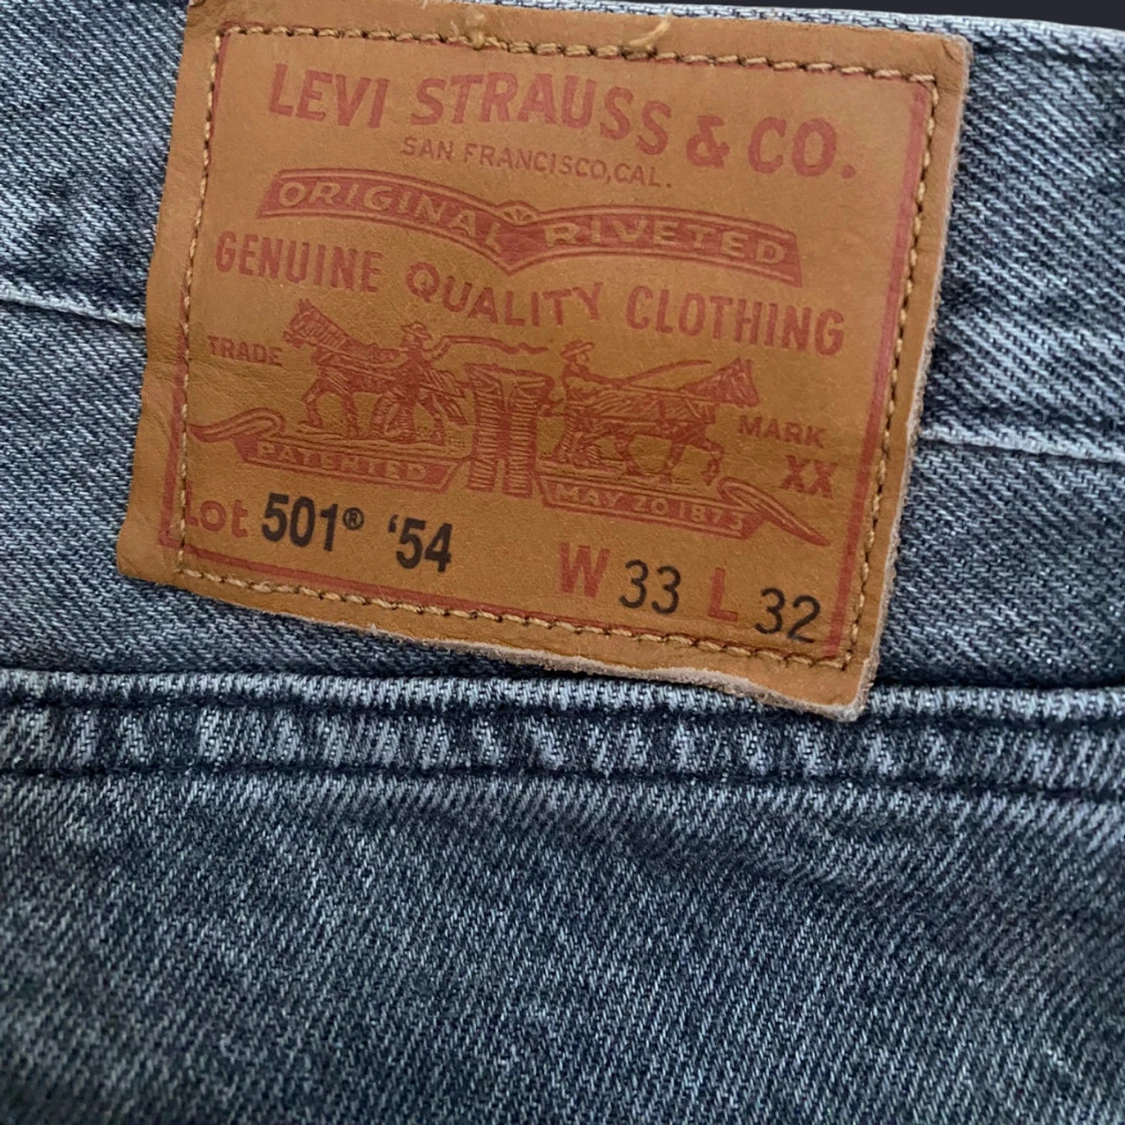 LEVI STRAUSS & CO.
SAN FRANCISCO,CAL.
ORIGINAL RIVETED
GENUINE QUALITY CLOTHING
TRADE MARK
XX
PATENTED MAY 20 1873
Lot 501® ‘54
W 33 L 32